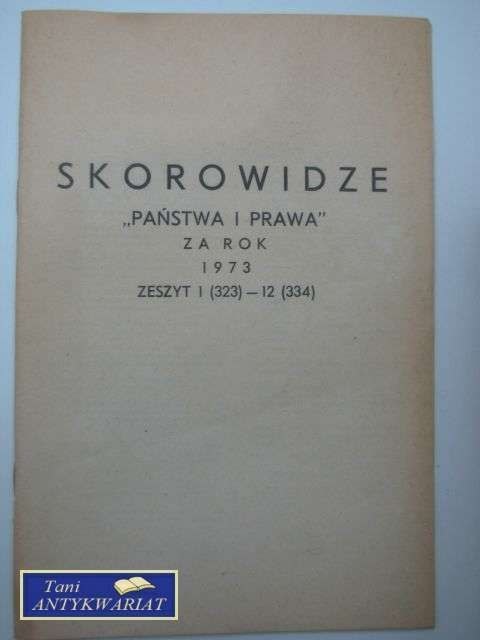 SKOROWIDZE
„PAŃSTWA I PRAWA”
ZA ROK
1973
ZESZYT 1 (323) — 12 (334)
Tani
ANTYKWARIAT